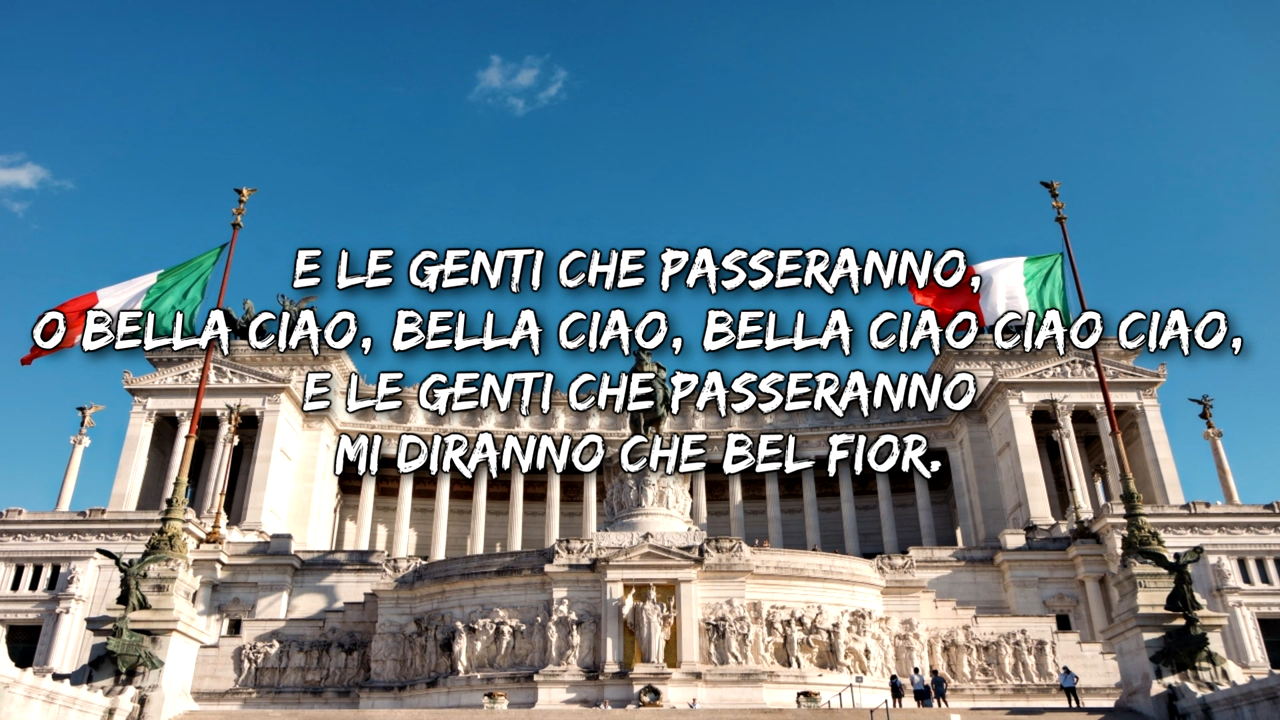 E LE GENTI CHE PASSERANNO,
O BELLA CIAO, BELLA CIAO, BELLA CIAO CIAO CIAO,
E LE GENTI CHE PASSERANNO
MI DIRANNO CHE BEL FIOR.